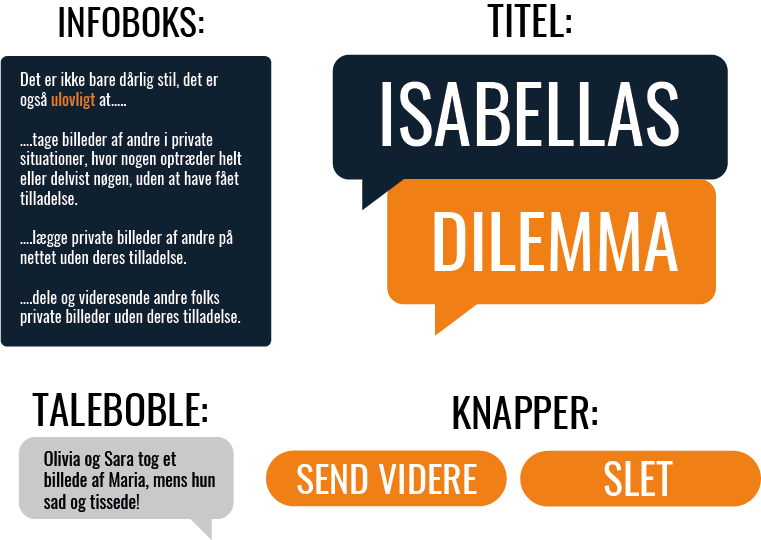 INFOBOKS:
Det er ikke bare dårlig stil, det er
også ulovligt at.....
....tage billeder af andre i private
situationer, hvor nogen optræder helt
eller delvist nøgen, uden at have fået
tilladelse.
....lægge private billeder af andre på
nettet uden deres tilladelse.
....dele og videresende andre folks
private billeder uden deres tilladelse.
TITEL:
ISABELLAS
DILEMMA
TALEBOBLE:
Olivia og Sara tog et
billede af Maria, mens hun
sad og tissede!
KNAPPER:
SEND VIDERE
SLET